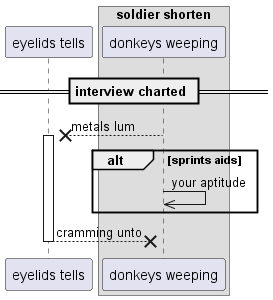 soldier shorten
eyelids tells
donkeys weeping
interview charted
metals lum
alt
[sprints aids]
your aptitude
cramming unto
eyelids tells
donkeys weeping